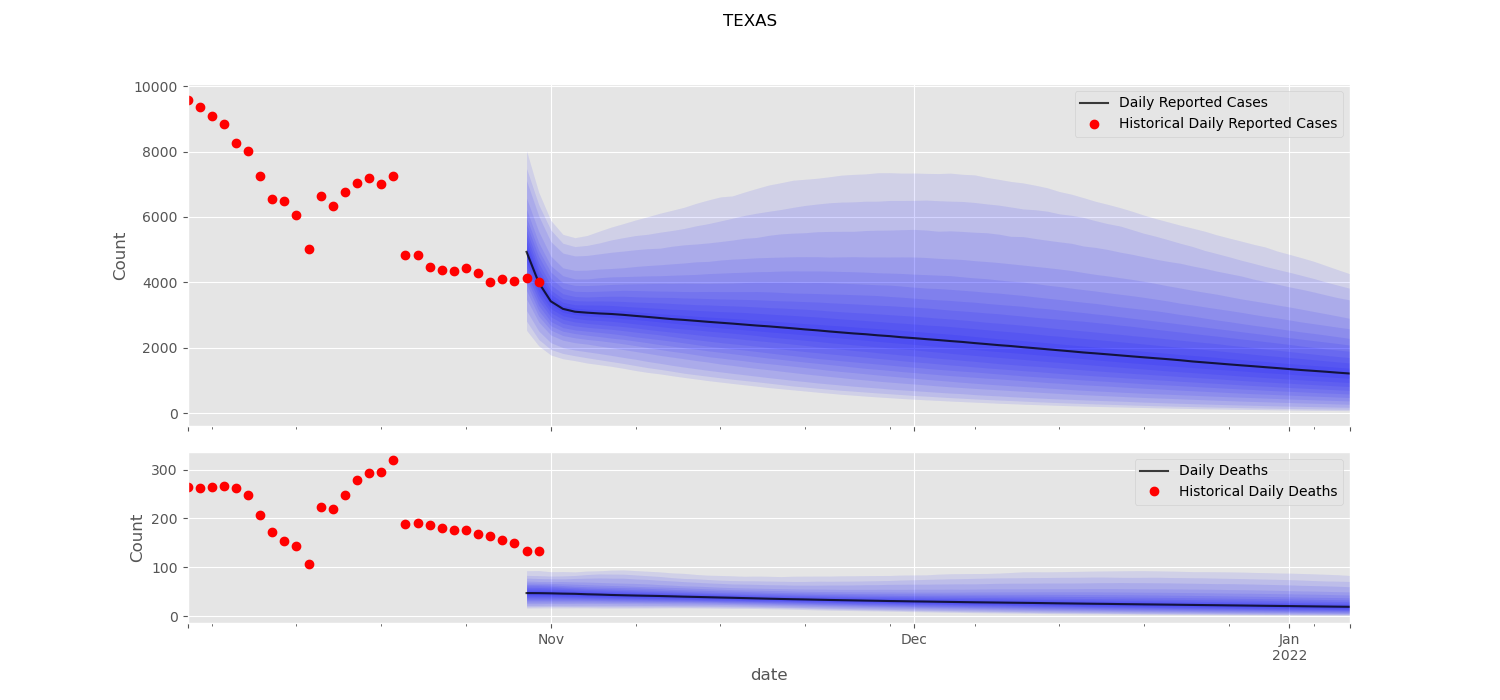 TEXAS
10000
8000
6000
4000
2000
0
Count
Daily Reported Cases
Historical Daily Reported Cases
300
200
100
0
Count
Daily Deaths
Historical Daily Deaths
Nov
Dec
Jan
2022
date